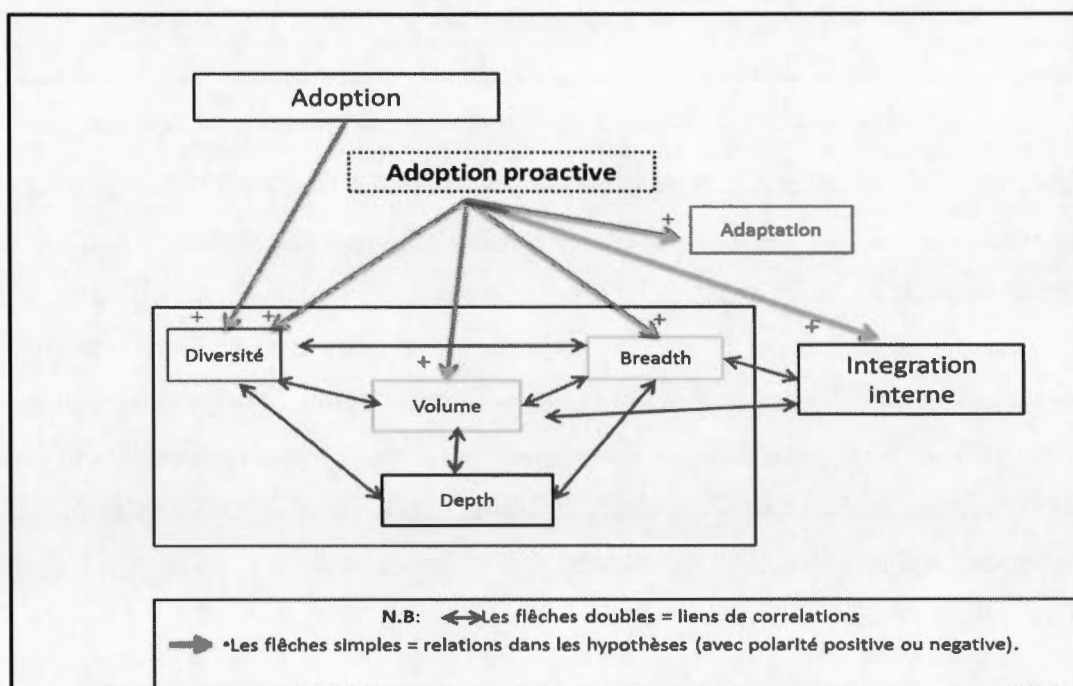 Adoption
Adoption proactive
+
Adaptation
+ +
+
+
+
Diversité
Breadth
Integration
interne
Volume
Depth
N.B: Les flèches doubles = liens de correlations
*Les flèches simples = relations dans les hypothèses (avec polarité positive ou negative).